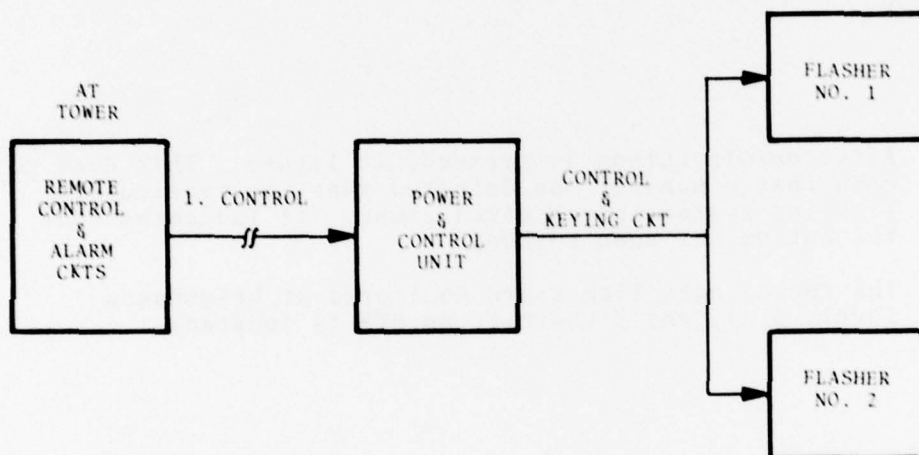 AT
TOWER
REMOTE
CONTROL
&
ALARM
CKTS
1. CONTROL
POWER
&
CONTROL
UNIT
CONTROL
&
KEYING CKT
FLASHER
NO. 1
FLASHER
NO. 2